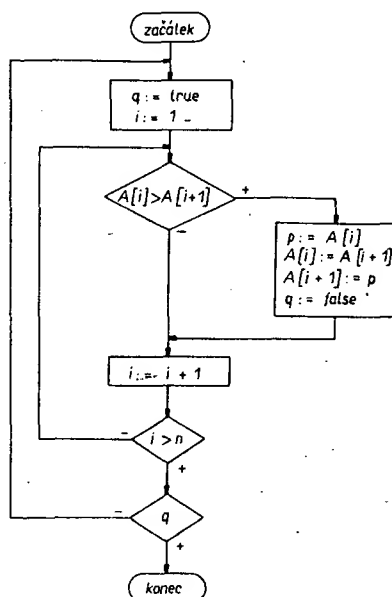 začátek
q := true
i := 1
A[i]>A[i+1]
+
-
p := A[i]
A[i] := A[i+1]
A[i+1] := p
q := false
i := i + 1
-
i > n
+
-
q
+
konec